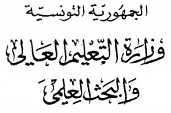 الجمهورية التونسية
وزارة التعليم العالي
والبحث العلمي